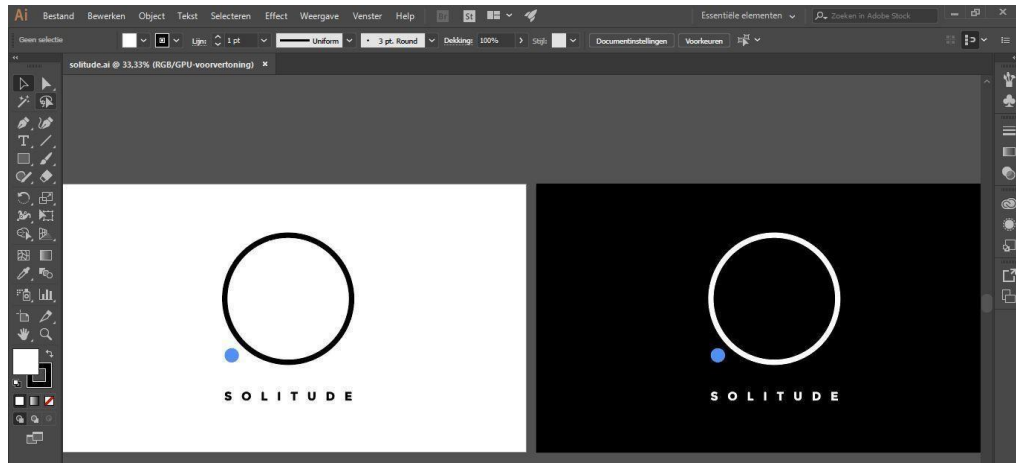 Ai Bestand Bewerken Object Tekst Selecteren Effect Weergave Venster Help Br St Essentiële elementen Zoeken in Adobe Stock
Geen selectie Lijn: 1 pt Uniform 3 pt. Round Dekking: 100% Stijl: Documentinstellingen Voorkeuren
solitude.ai @ 33,33% (RGB/GPU-voorvertoning) ×
SOLITUDE SOLITUDE